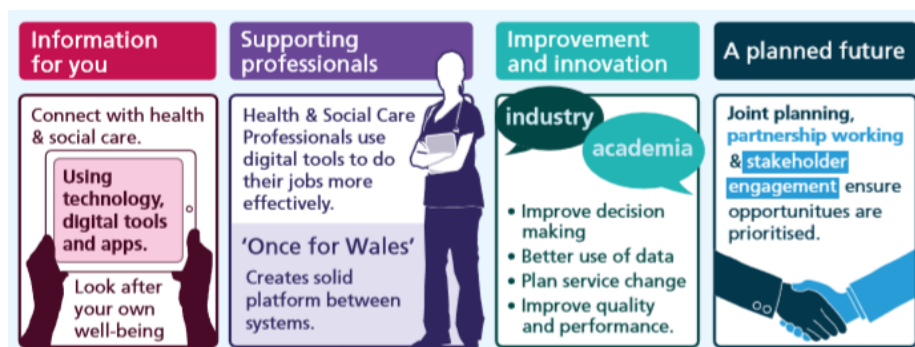 Information
for you
Connect with health
& social care.
Using
technology,
digital tools
and apps.
Look after
your own
well-being
Supporting
professionals
Health & Social Care
Professionals use
digital tools to do
their jobs more
effectively.
'Once for Wales'
Creates solid
platform between
systems.
Improvement
and innovation
industry
academia
• Improve decision
making
• Better use of data
• Plan service change
• Improve quality
and performance.
A planned future
Joint planning,
partnership working
& stakeholder
engagement ensure
opportunitues are
prioritised.